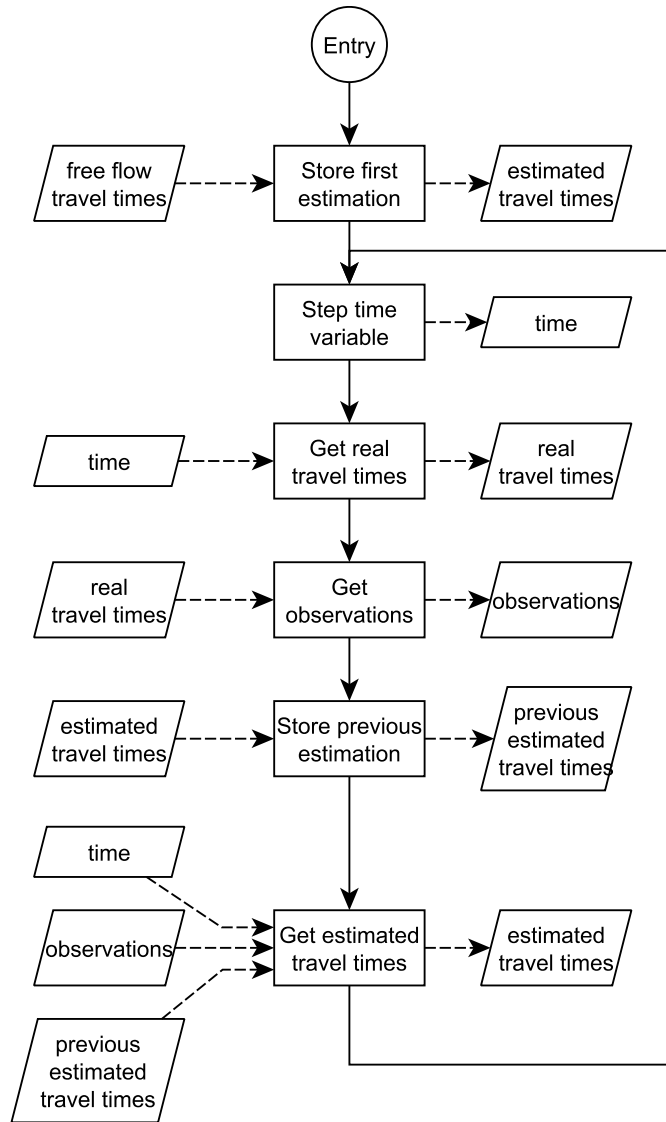 Entry
free flow
travel times
Store first
estimation
estimated
travel times
Step time
variable
time
time
Get real
travel times
real
travel times
real
travel times
Get
observations
observations
estimated
travel times
Store previous
estimation
previous
estimated
travel times
time
observations
Get estimated
travel times
estimated
travel times
previous
estimated
travel times